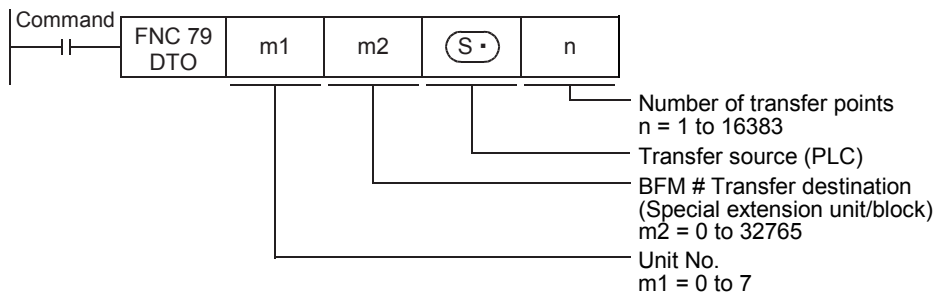 Command
FNC 79
DTO
m1
m2
S•
n
Number of transfer points
n = 1 to 16383
Transfer source (PLC)
BFM # Transfer destination
(Special extension unit/block)
m2 = 0 to 32765
Unit No.
m1 = 0 to 7